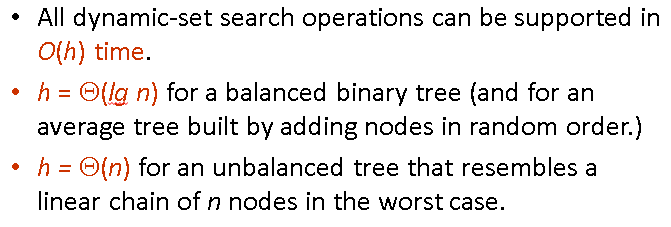 • All dynamic-set search operations can be supported in
O(h) time.
• h = Θ(lg n) for a balanced binary tree (and for an
average tree built by adding nodes in random order.)
• h = Θ(n) for an unbalanced tree that resembles a
linear chain of n nodes in the worst case.